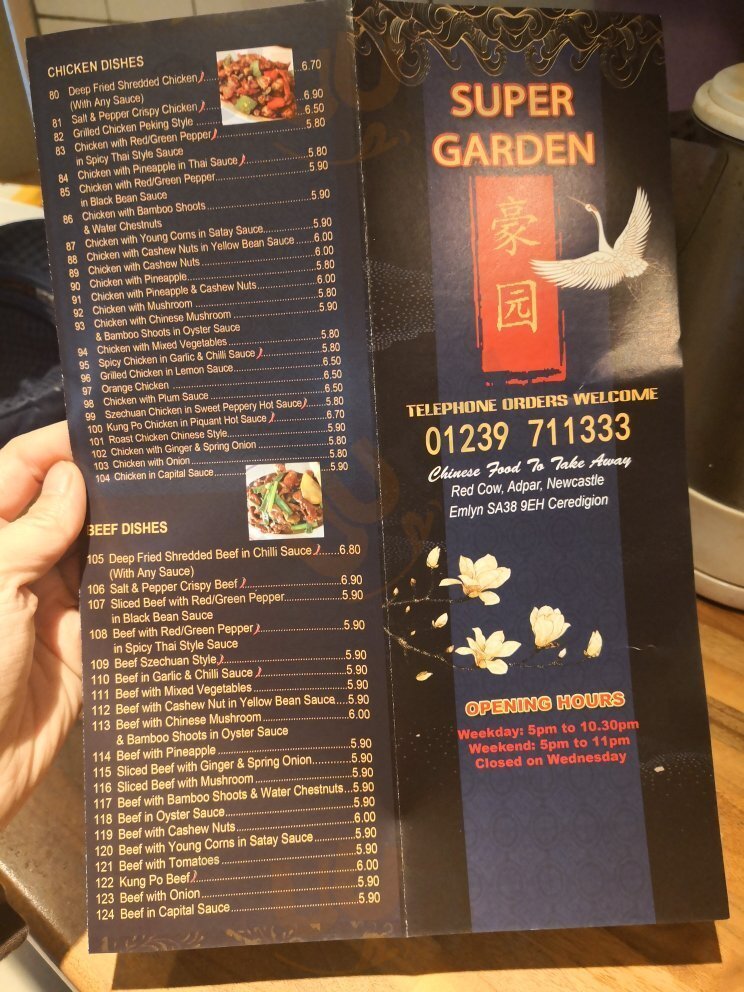 CHICKEN DISHES
80 Deep Fried Shredded Chicken.....6.70
(With Any Sauce)
81 Salt & Pepper Crispy Chicken.....6.90
82 Grilled Chicken Peking Style.....6.50
83 Chicken with Red/Green Pepper.....5.80
in Spicy Thai Style Sauce
84 Chicken with Pineapple in Thai Sauce.....5.80
85 Chicken with Red/Green Pepper.....5.90
in Black Bean Sauce
86 Chicken with Bamboo Shoots.....5.90
& Water Chestnuts
87 Chicken with Young Corns in Satay Sauce.....5.90
88 Chicken with Cashew Nuts in Yellow Bean Sauce.....6.00
89 Chicken with Cashew Nuts.....6.00
90 Chicken with Pineapple.....5.80
91 Chicken with Pineapple & Cashew Nuts.....6.00
92 Chicken with Mushroom.....5.80
93 Chicken with Chinese Mushroom.....5.90
& Bamboo Shoots in Oyster Sauce
94 Chicken with Mixed Vegetables.....5.80
95 Spicy Chicken in Garlic & Chilli Sauce.....5.80
96 Grilled Chicken in Lemon Sauce.....6.50
97 Orange Chicken.....6.50
98 Chicken with Plum Sauce.....6.50
99 Szechuan Chicken in Sweet Peppery Hot Sauce.....5.80
100 Kung Po Chicken in Piquant Hot Sauce.....6.70
101 Roast Chicken Chinese Style.....5.90
102 Chicken with Ginger & Spring Onion.....5.80
103 Chicken with Onion.....5.80
104 Chicken in Capital Sauce.....5.90
BEEF DISHES
105 Deep Fried Shredded Beef in Chilli Sauce.....6.80
(With Any Sauce)
106 Salt & Pepper Crispy Beef.....6.90
107 Sliced Beef with Red/Green Pepper.....5.90
in Black Bean Sauce
108 Beef with Red/Green Pepper.....5.90
in Spicy Thai Style Sauce
109 Beef Szechuan Style.....5.90
110 Beef in Garlic & Chilli Sauce.....5.90
111 Beef with Mixed Vegetables.....5.90
112 Beef with Cashew Nut in Yellow Bean Sauce.....5.90
113 Beef with Chinese Mushroom.....6.00
& Bamboo Shoots in Oyster Sauce
114 Beef with Pineapple.....5.90
115 Sliced Beef with Ginger & Spring Onion.....5.90
116 Sliced Beef with Mushroom.....5.90
117 Beef with Bamboo Shoots & Water Chestnuts...5.90
118 Beef in Oyster Sauce.....5.90
119 Beef with Cashew Nuts.....6.00
120 Beef with Young Corns in Satay Sauce.....5.90
121 Beef with Tomatoes.....5.90
122 Kung Po Beef.....6.00
123 Beef with Onion.....5.90
124 Beef in Capital Sauce.....5.90
SUPER
GARDEN
豪
园
TELEPHONE ORDERS WELCOME
01239 711333
Chinese Food To Take Away
Red Cow, Adpar, Newcastle
Emlyn SA38 9EH Ceredigion
OPENING HOURS
Weekday: 5pm to 10.30pm
Weekend: 5pm to 11pm
Closed on Wednesday